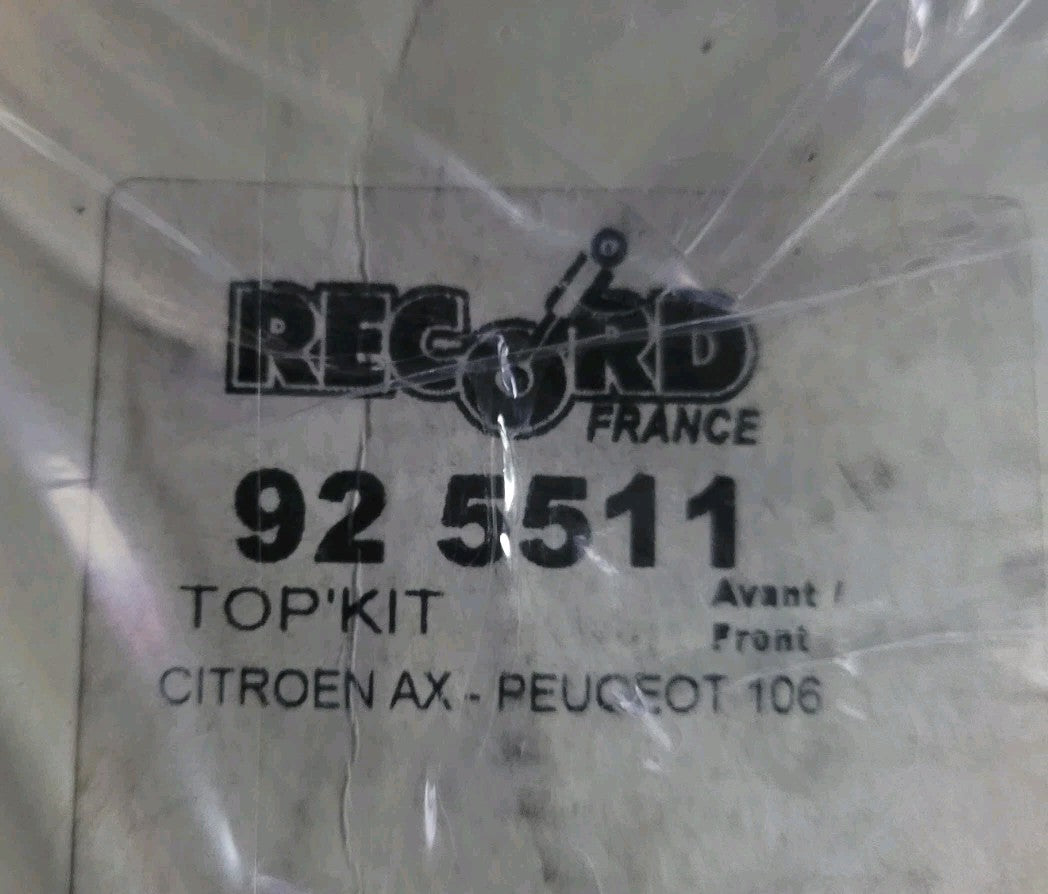 RECORD
FRANCE
92 5511
TOP'KIT
Avant /
Front
CITROEN AX - PEUGEOT 106